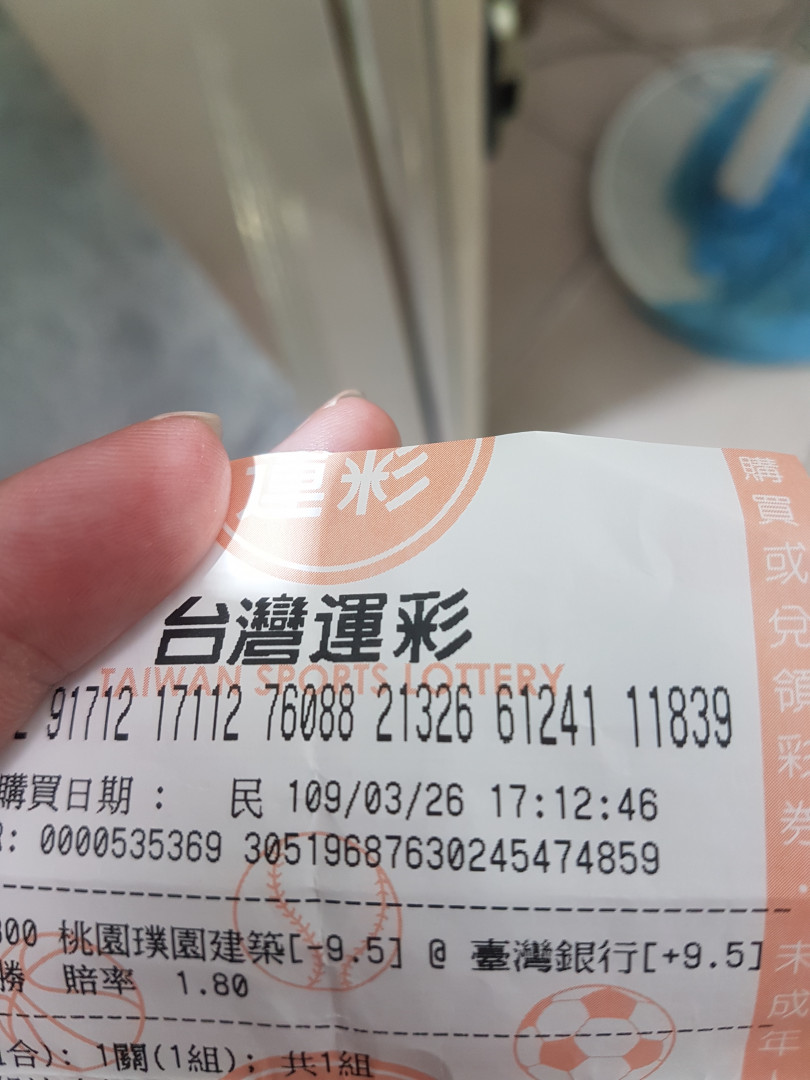 運彩
台灣運彩
TAIWAN SPORTS LOTTERY
91712 17112 76088 21326 61241 11839
購買日期： 民 109/03/26 17:12:46
: 0000535369 305196876302454748​59
00 桃園璞園建築[-9.5] @ 臺灣銀行[+9.5]
勝 賠率 1.80
合): 1關(1組); 共1組
購買或兌領彩券．未成年